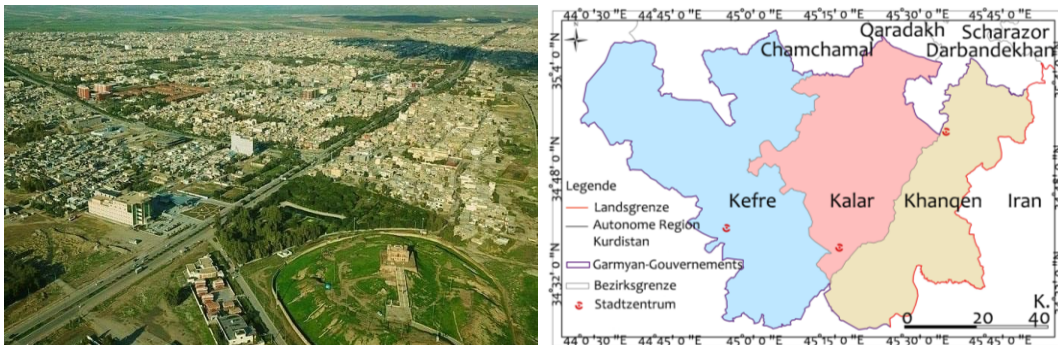 44°30'0"E 44°45'0"E 45°0'0"E 45°15'0"E 45°30'0"E 45°45'0"E
Qaradakh Scharazor
Chamchamal Darbandekhan
35°4'0"N
34°48'0"N
Legende
Kefre Kalar Khanqen Iran
Landsgrenze
Autonome Region
Kurdistan
Garmyan-Gouvernements
34°32'0"N
Bezirksgrenze
Stadtzentrum
K.
0 20 40
44°30'0"E 44°45'0"E 45°0'0"E 45°15'0"E 45°30'0"E 45°45'0"E